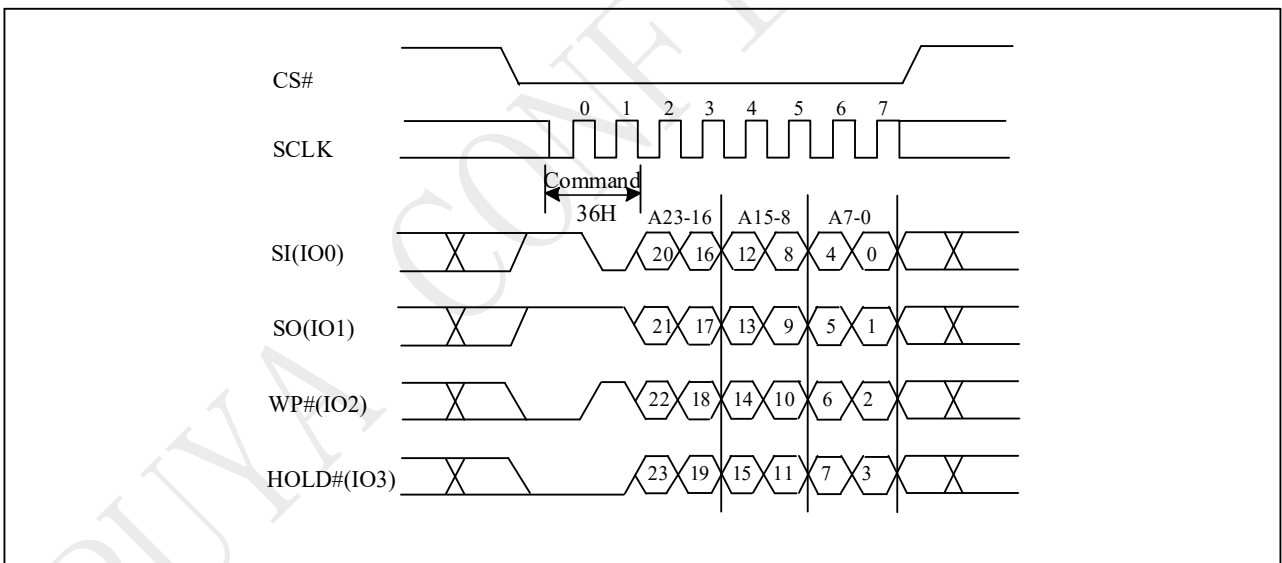 CS#
0 1 2 3 4 5 6 7
SCLK
Command
36H
A23-16 A15-8 A7-0
SI(IO0)
20 16 12 8 4 0
SO(IO1)
21 17 13 9 5 1
WP#(IO2)
22 18 14 10 6 2
HOLD#(IO3)
23 19 15 11 7 3
PUYA CONF